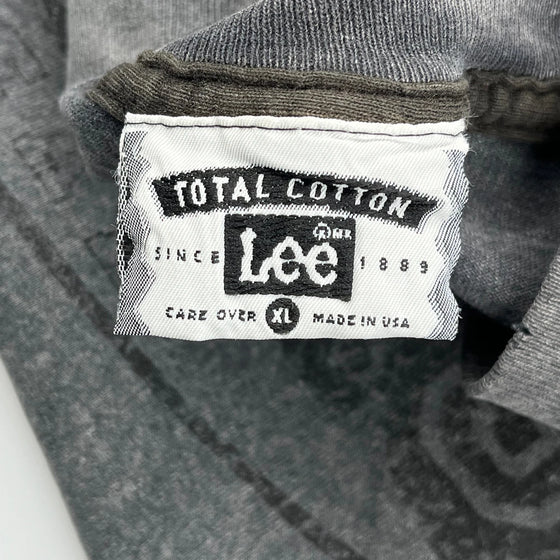 TOTAL COTTON
Lee ® MR
SINCE 1889
CARE OVER XL MADE IN USA